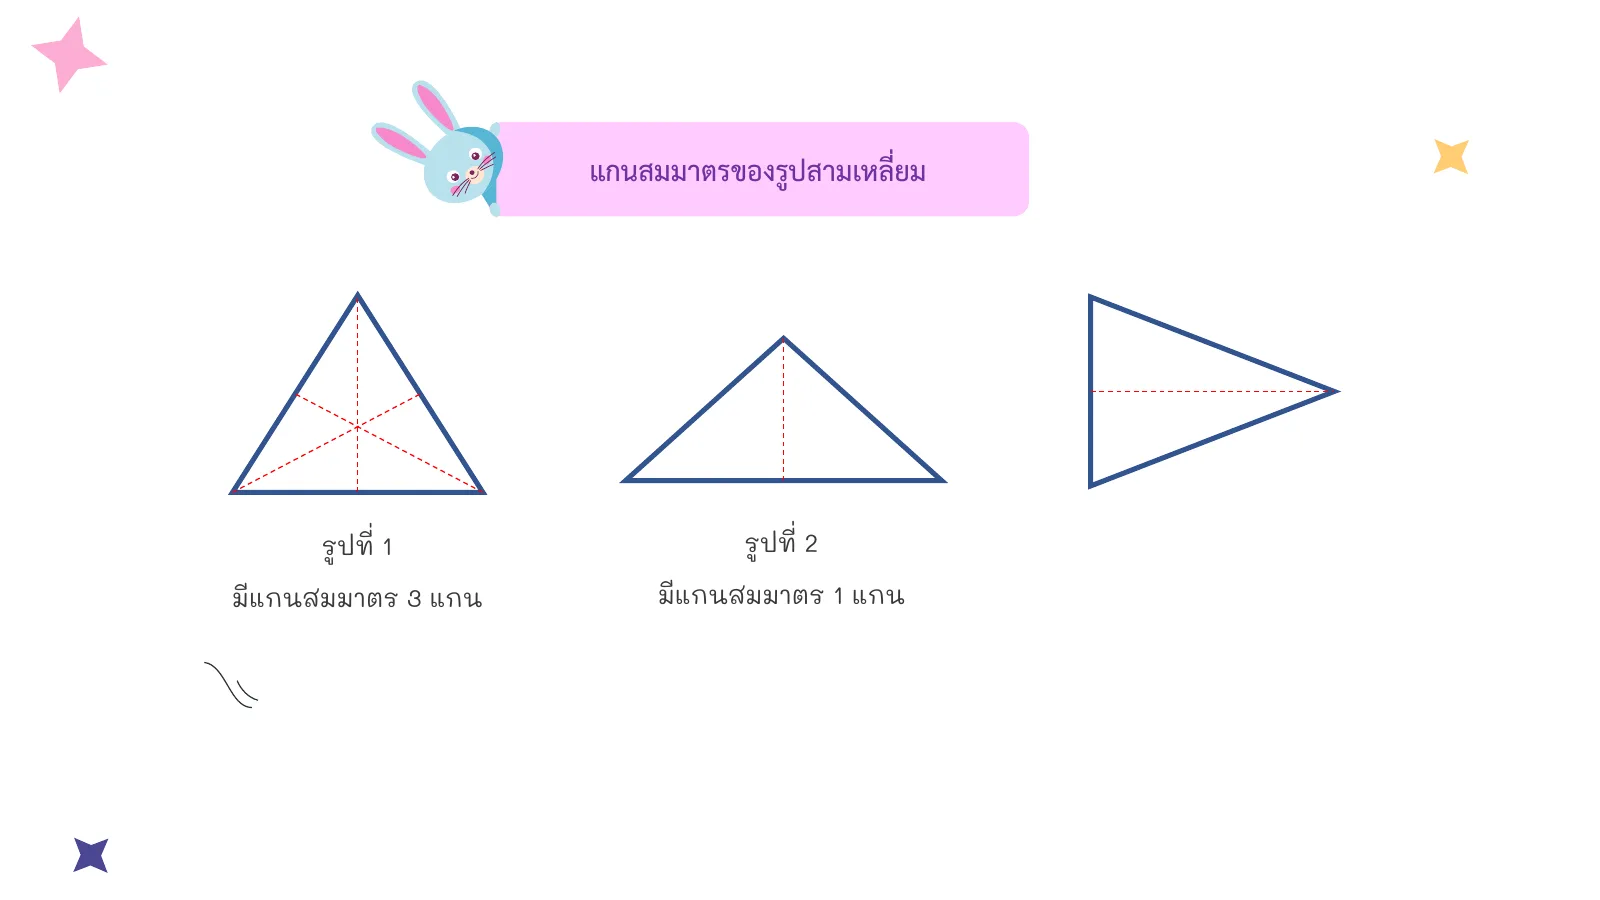 แกนสมมาตรของรูปสามเหลี่ยม
รูปที่ 1
มีแกนสมมาตร 3 แกน
รูปที่ 2
มีแกนสมมาตร 1 แกน